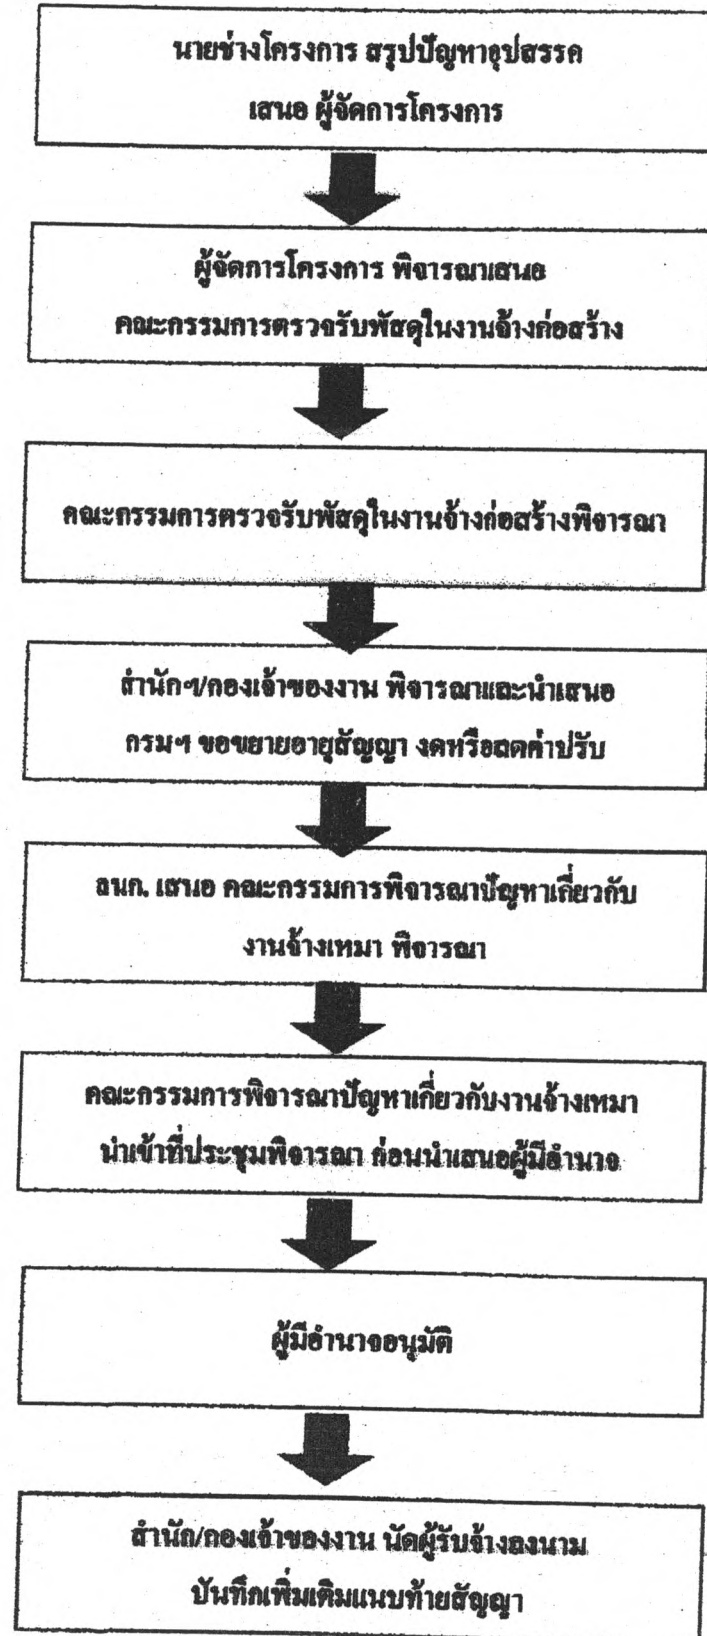 นายช่างโครงการ สรุปปัญหาอุปสรรค
เสนอ ผู้จัดการโครงการ
ผู้จัดการโครงการ พิจารณาเสนอ
คณะกรรมการตรวจรับพัสดุในงานจ้างก่อสร้าง
คณะกรรมการตรวจรับพัสดุในงานจ้างก่อสร้างพิจารณา
สำนักฯ/กองเจ้าของงาน พิจารณาและนำเสนอ
กรมฯ ขอขยายอายุสัญญา งดหรือลดค่าปรับ
ลนก. เสนอ คณะกรรมการพิจารณาปัญหาเกี่ยวกับ
งานจ้างเหมา พิจารณา
คณะกรรมการพิจารณาปัญหาเกี่ยวกับงานจ้างเหมา
นำเข้าที่ประชุมพิจารณา ก่อนนำเสนอผู้มีอำนาจ
ผู้มีอำนาจอนุมัติ
สำนัก/กองเจ้าของงาน นัดผู้รับจ้างลงนาม
บันทึกเพิ่มเติมแนบท้ายสัญญา